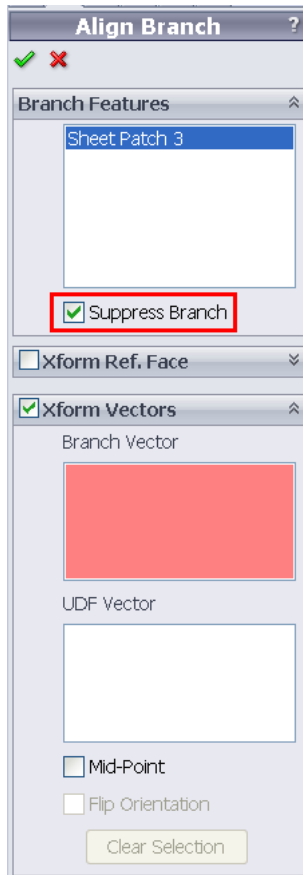 Align Branch ?
Branch Features
Sheet Patch 3
Suppress Branch
Xform Ref. Face
Xform Vectors
Branch Vector
UDF Vector
Mid-Point
Flip Orientation
Clear Selection